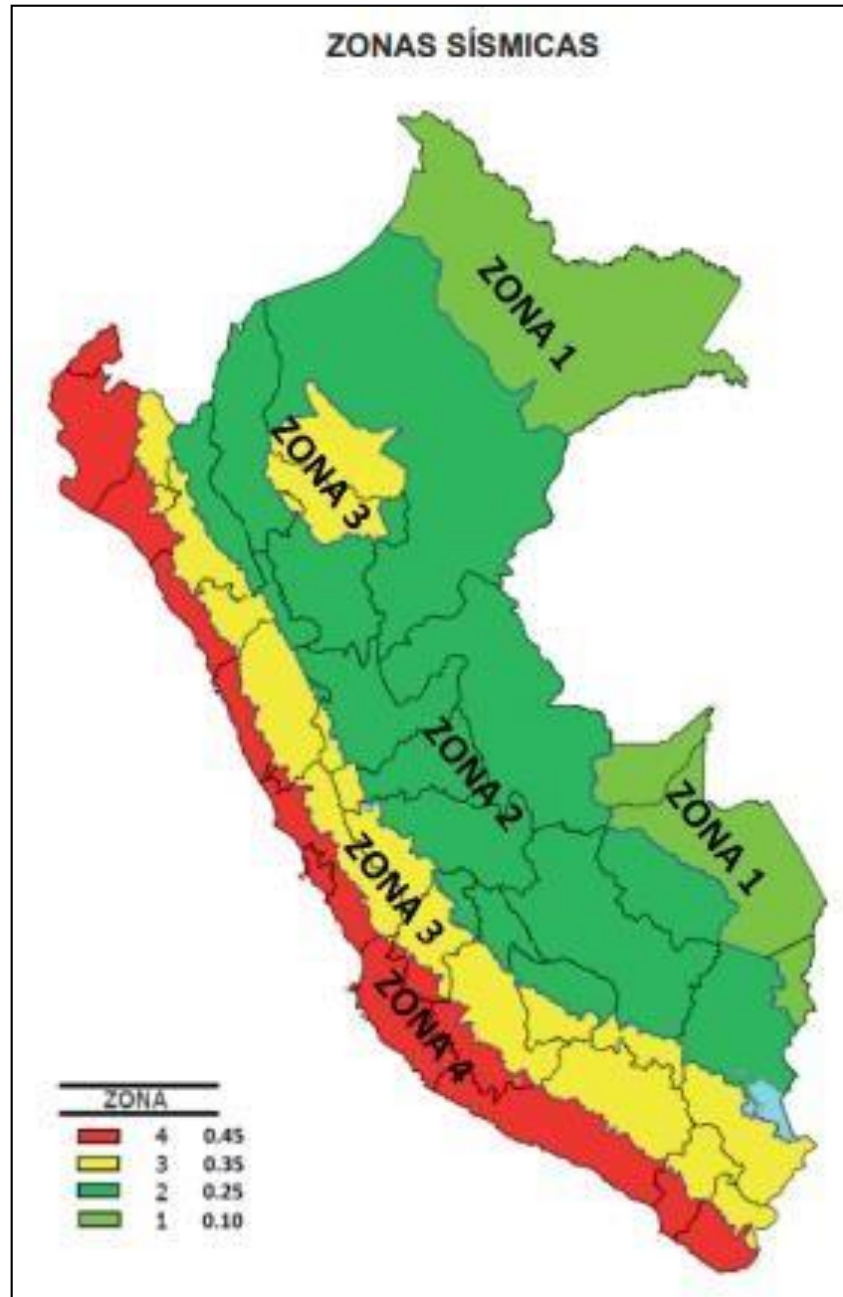 ZONAS SÍSMICAS
ZONA 1
ZONA 3
ZONA 2
ZONA 1
ZONA 3
ZONA 4
ZONA
4 0.45
3 0.35
2 0.25
1 0.10